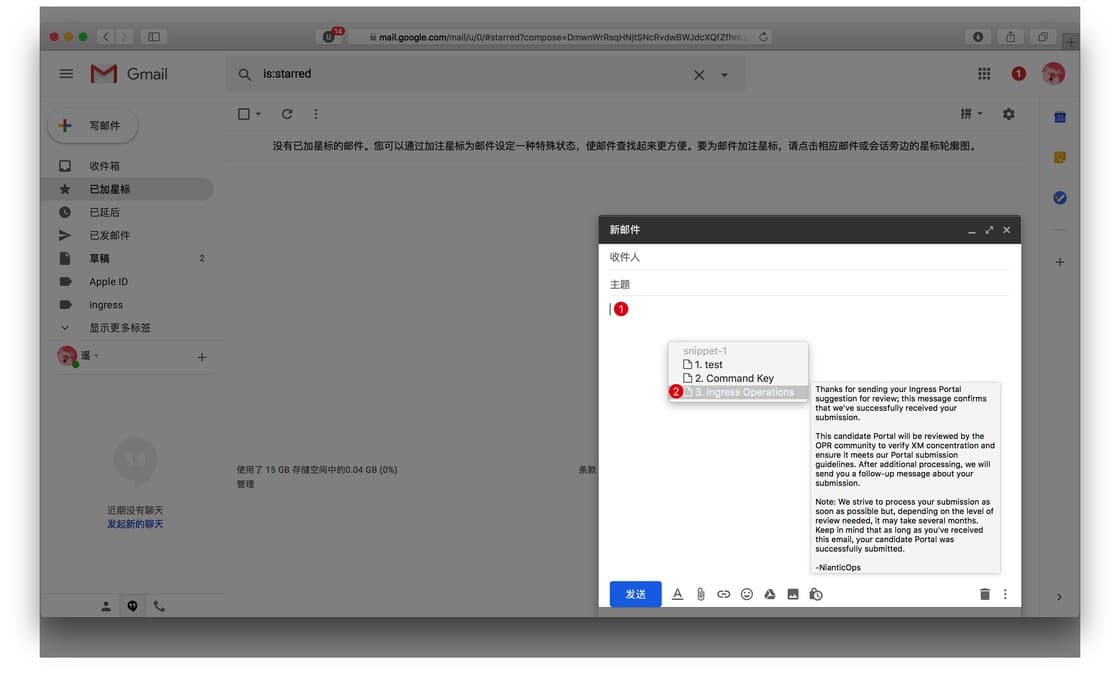 14
mail.google.com/mail/u/0/#starred?compose=DmwnWrRsqHNjtSNcRvdwBWJdcXQfZfhnL
Gmail
is:starred
1
写邮件
拼
31
没有已加星标的邮件。您可以通过加注星标为邮件设定一种特殊状态，使邮件查找起来更方便。要为邮件加注星标，请点击相应邮件或会话旁边的星标轮廓图。
收件箱
已加星标
已延后
已发邮件
草稿 2
Apple ID
ingress
显示更多标签
遥
使用了 15 GB 存储空间中的0.04 GB (0%)
管理
条款
近期没有聊天
发起新的聊天
新邮件
收件人
主题
1
snippet-1
1. test
2. Command Key
2 3. ingress Operations
Thanks for sending your Ingress Portal
suggestion for review; this message confirms
that we've successfully received your
submission.
This candidate Portal will be reviewed by the
OPR community to verify XM concentration and
ensure it meets our Portal submission
guidelines. After additional processing, we will
send you a follow-up message about your
submission.
Note: We strive to process your submission as
soon as possible but, depending on the level of
review needed, it may take several months.
Keep in mind that as long as you've received
this email, your candidate Portal was
successfully submitted.
-NianticOps
发送